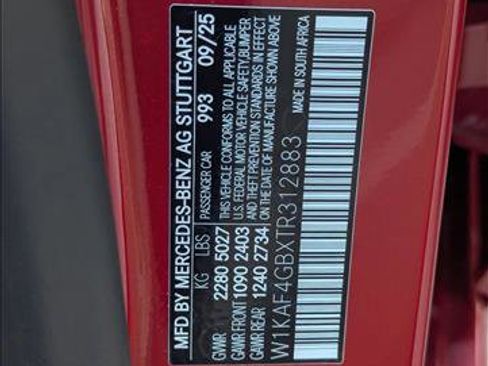 MFD BY MERCEDES-BENZ AG STUTTGART
KG LBS PASSENGER CAR 993 09/25
GVWR 2280 5027
GAWR FRONT 1090 2403
GAWR REAR 1240 2734
THIS VEHICLE CONFORMS TO ALL APPLICABLE
U.S. FEDERAL MOTOR VEHICLE SAFETY, BUMPER
AND THEFT PREVENTION STANDARDS IN EFFECT
ON THE DATE OF MANUFACTURE SHOWN ABOVE
W1KAF4GBXTR312883
MADE IN SOUTH AFRICA